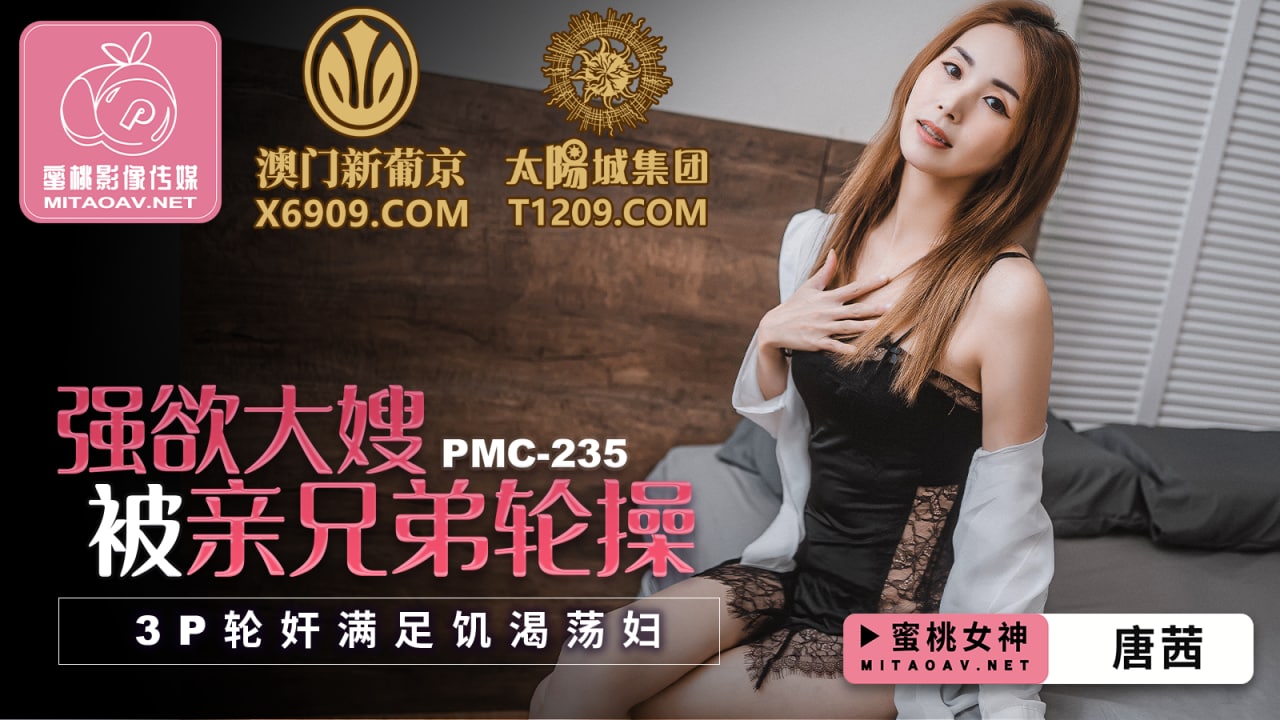 蜜桃影像传媒
MITAOAV.NET
澳门新葡京
X6909.COM
太陽城集团
T1209.COM
强欲大嫂
PMC-235
被亲兄弟轮操
3P轮奸满足饥渴荡妇
蜜桃女神
MITAOAV.NET
唐茜